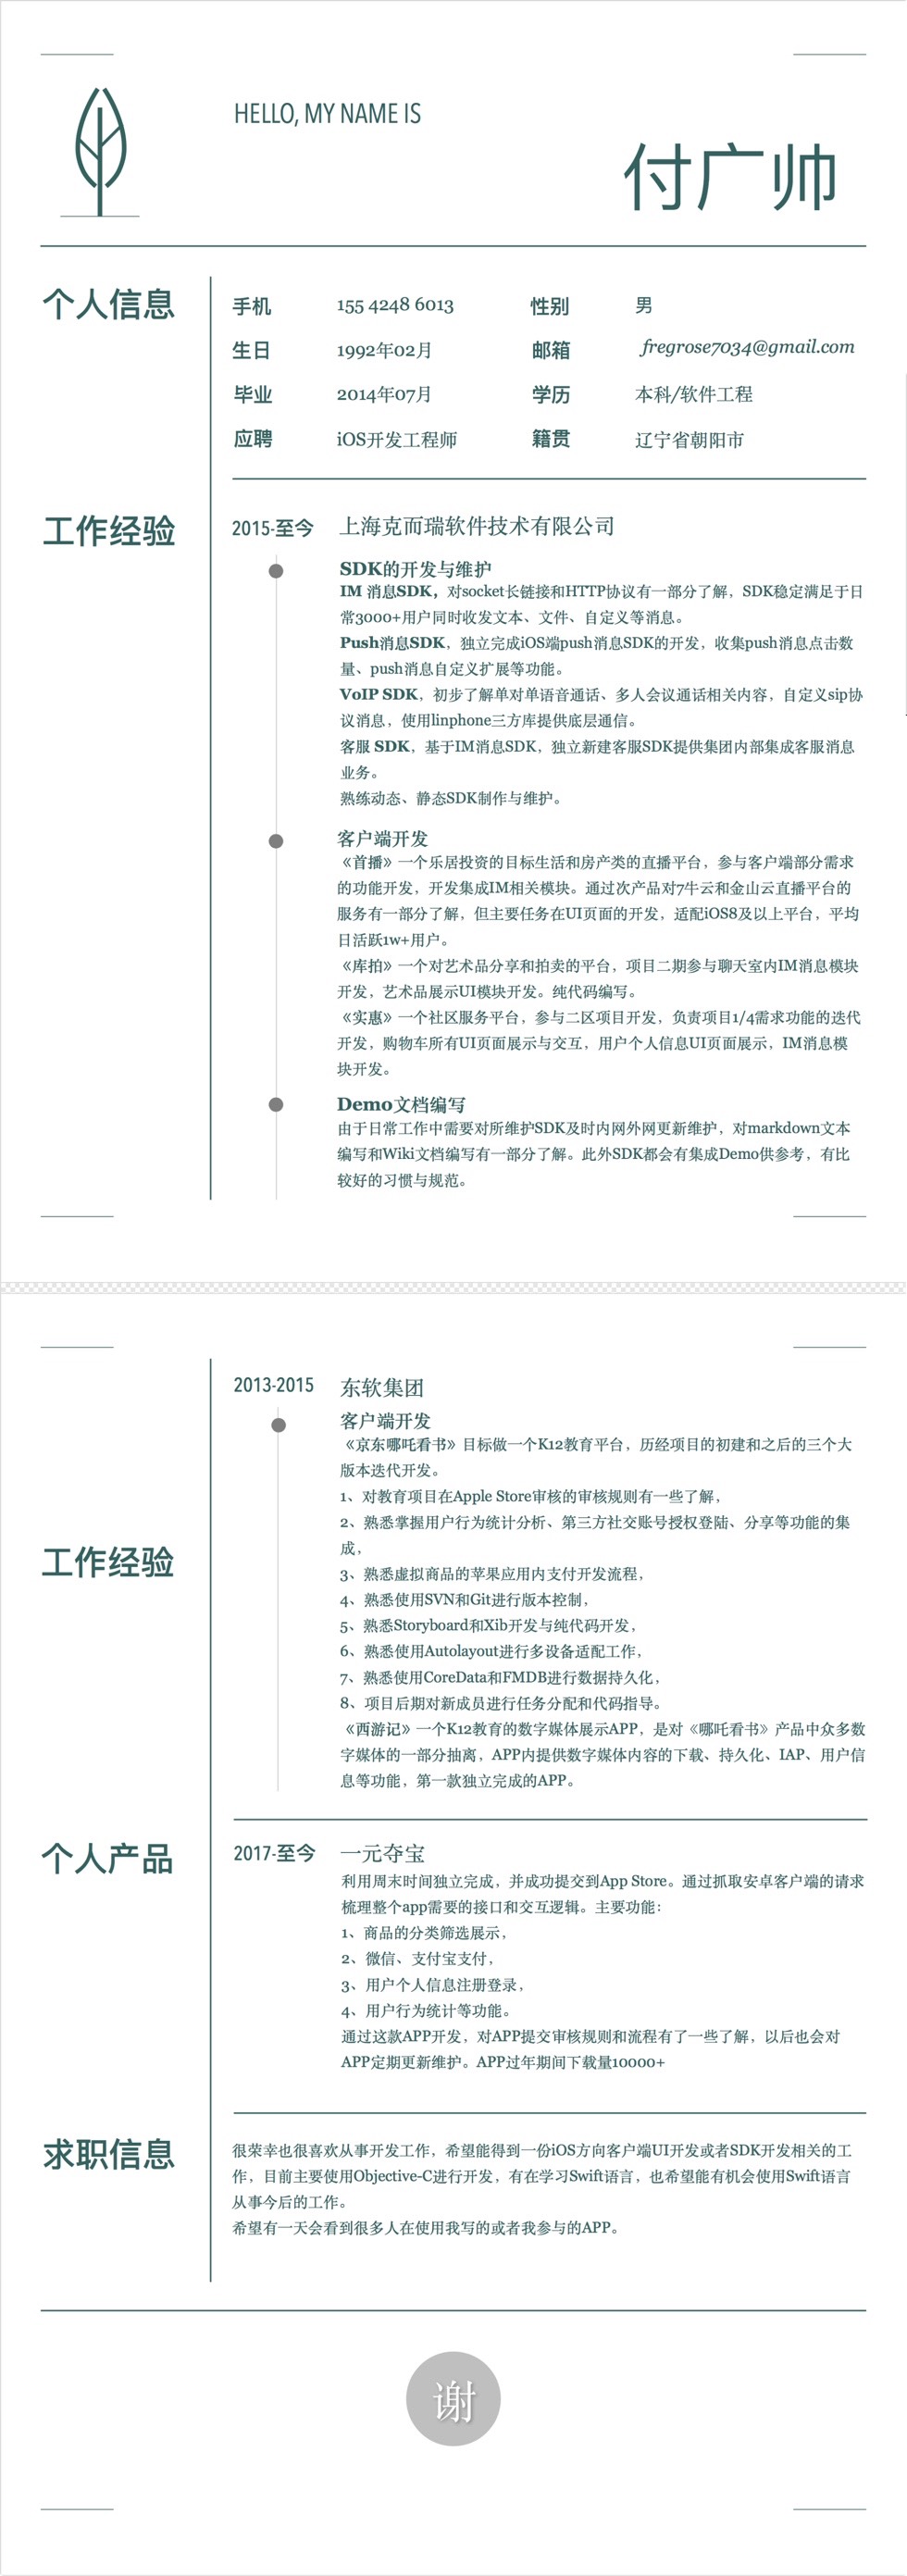 HELLO, MY NAME IS
付广帅
个人信息
手机 155 4248 6013 性别 男
生日 1992年02月 邮箱 fregrose7034@gmail.com
毕业 2014年07月 学历 本科/软件工程
应聘 iOS开发工程师 籍贯 辽宁省朝阳市
工作经验
2015-至今 上海克而瑞软件技术有限公司
SDK的开发与维护
IM 消息SDK，对socket长链接和HTTP协议有一部分了解，SDK稳定满足于日
常3000+用户同时收发文本、文件、自定义等消息。
Push消息SDK，独立完成iOS端push消息SDK的开发，收集push消息点击数
量、push消息自定义扩展等功能。
VoIP SDK，初步了解单对单语音通话、多人会议通话相关内容，自定义sip协
议消息，使用linphone三方库提供底层通信。
客服 SDK，基于IM消息SDK，独立新建客服SDK提供集团内部集成客服消息
业务。
熟练动态、静态SDK制作与维护。
客户端开发
《首播》一个乐居投资的目标生活和房产类的直播平台，参与客户端部分需求
的功能开发，开发集成IM相关模块。通过次产品对7牛云和金山云直播平台的
服务有一部分了解，但主要任务在UI页面的开发，适配iOS8及以上平台，平均
日活跃1w+用户。
《库拍》一个对艺术品分享和拍卖的平台，项目二期参与聊天室内IM消息模块
开发，艺术品展示UI模块开发。纯代码编写。
《实惠》一个社区服务平台，参与二区项目开发，负责项目1/4需求功能的迭代
开发，购物车所有UI页面展示与交互，用户个人信息UI页面展示，IM消息模
块开发。
Demo文档编写
由于日常工作中需要对所维护SDK及时内网外网更新维护，对markdown文本
编写和Wiki文档编写有一部分了解。此外SDK都会有集成Demo供参考，有比
较好的习惯与规范。
2013-2015 东软集团
客户端开发
《京东哪吒看书》目标做一个K12教育平台，历经项目的初建和之后的三个大
版本迭代开发。
1、对教育项目在Apple Store审核的审核规则有一些了解，
2、熟悉掌握用户行为统计分析、第三方社交账号授权登陆、分享等功能的集
成，
工作经验
3、熟悉虚拟商品的苹果应用内支付开发流程，
4、熟悉使用SVN和Git进行版本控制，
5、熟悉Storyboard和Xib开发与纯代码开发，
6、熟悉使用Autolayout进行多设备适配工作，
7、熟悉使用CoreData和FMDB进行数据持久化，
8、项目后期对新成员进行任务分配和代码指导。
《西游记》一个K12教育的数字媒体展示APP，是对《哪吒看书》产品中众多数
字媒体的一部分抽离，APP内提供数字媒体内容的下载、持久化、IAP、用户信
息等功能，第一款独立完成的APP。
个人产品
2017-至今 一元夺宝
利用周末时间独立完成，并成功提交到App Store。通过抓取安卓客户端的请求
梳理整个app需要的接口和交互逻辑。主要功能：
1、商品的分类筛选展示，
2、微信、支付宝支付，
3、用户个人信息注册登录，
4、用户行为统计等功能。
通过这款APP开发，对APP提交审核规则和流程有了一些了解，以后也会对
APP定期更新维护。APP过年期间下载量10000+
求职信息
很荣幸也很喜欢从事开发工作，希望能得到一份iOS方向客户端UI开发或者SDK开发相关的工
作，目前主要使用Objective-C进行开发，有在学习Swift语言，也希望能有机会使用Swift语言
从事今后的工作。
希望有一天会看到很多人在使用我写的或者我参与的APP。
谢